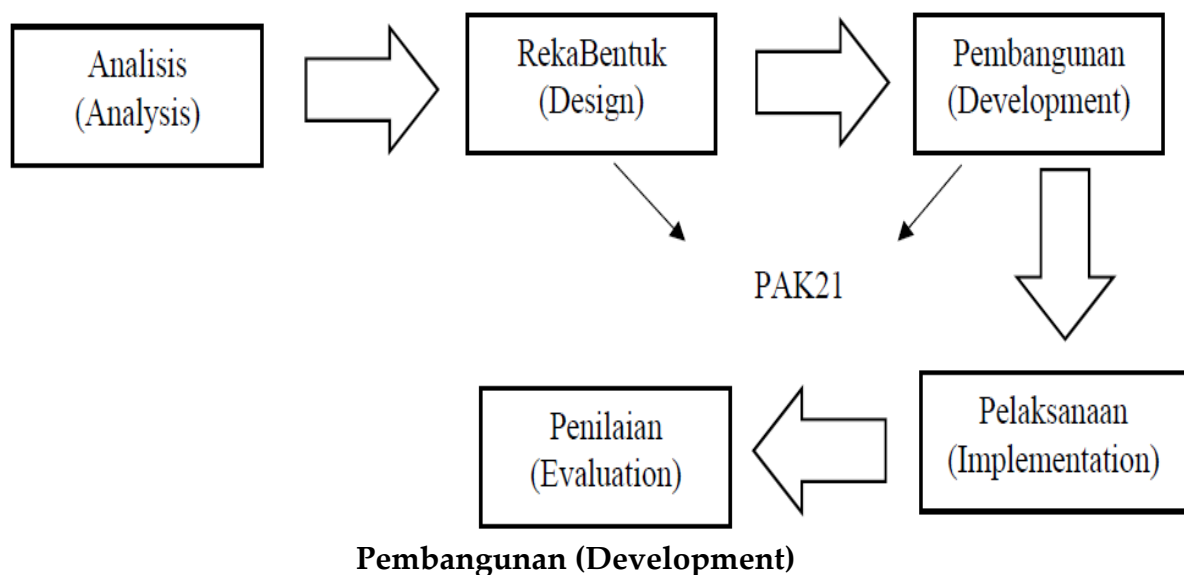 Analisis
(Analysis)
RekaBentuk
(Design)
Pembangunan
(Development)
PAK21
Penilaian
(Evaluation)
Pelaksanaan
(Implementation)
Pembangunan (Development)